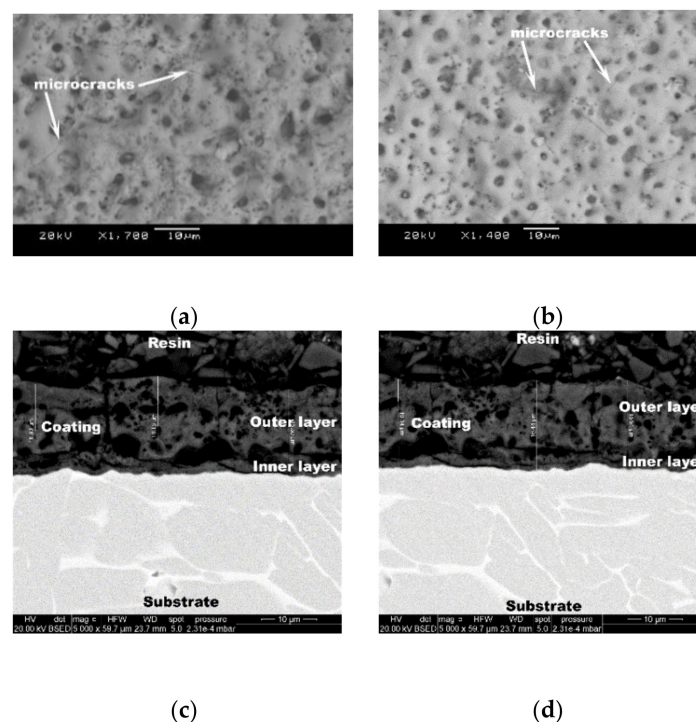 microcracks
20kV X1,700 10µm
(a)
microcracks
20kV X1,400 10µm
(b)
Resin
Coating
Outer layer
Inner layer
Substrate
HV det mag HFW WD spot pressure
20.00 kV BSED 5 000 x 59.7 µm 23.7 mm 5.0 2.31e-4 mbar
10 µm
(c)
Resin
Coating
Outer laye
Inner laye
Substrate
HV det mag HFW WD spot pressure
20.00 kV BSED 5 000 x 59.7 µm 23.7 mm 5.0 2.31e-4 mbar
10 µm
(d)